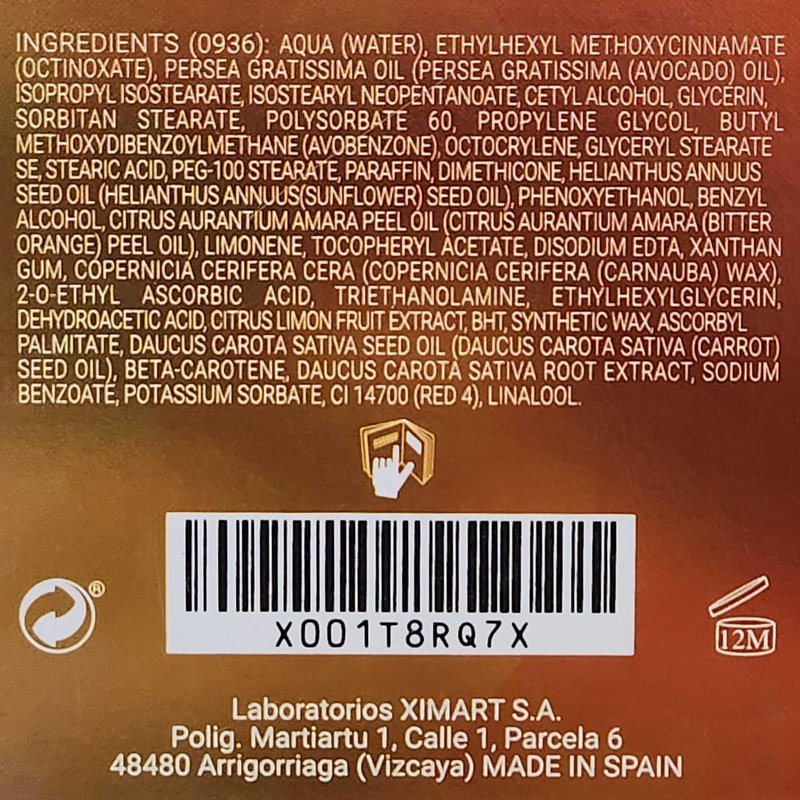 INGREDIENTS (0936): AQUA (WATER), ETHYLHEXYL METHOXYCINNAMATE
(OCTINOXATE), PERSEA GRATISSIMA OIL (PERSEA GRATISSIMA (AVOCADO) OIL),
ISOPROPYL ISOSTEARATE, ISOSTEARYL NEOPENTANOATE, CETYL ALCOHOL, GLYCERIN,
SORBITAN STEARATE, POLYSORBATE 60, PROPYLENE GLYCOL, BUTYL
METHOXYDIBENZOYLMETHANE (AVOBENZONE), OCTOCRYLENE, GLYCERYL STEARATE
SE, STEARIC ACID, PEG-100 STEARATE, PARAFFIN, DIMETHICONE, HELIANTHUS ANNUUS
SEED OIL (HELIANTHUS ANNUUS(SUNFLOWER) SEED OIL), PHENOXYETHANOL, BENZYL
ALCOHOL, CITRUS AURANTIUM AMARA PEEL OIL (CITRUS AURANTIUM AMARA (BITTER
ORANGE) PEEL OIL), LIMONENE, TOCOPHERYL ACETATE, DISODIUM EDTA, XANTHAN
GUM, COPERNICIA CERIFERA CERA (COPERNICIA CERIFERA (CARNAUBA) WAX),
2-O-ETHYL ASCORBIC ACID, TRIETHANOLAMINE, ETHYLHEXYLGLYCERIN,
DEHYDROACETIC ACID, CITRUS LIMON FRUIT EXTRACT, BHT, SYNTHETIC WAX, ASCORBYL
PALMITATE, DAUCUS CAROTA SATIVA SEED OIL (DAUCUS CAROTA SATIVA (CARROT)
SEED OIL), BETA-CAROTENE, DAUCUS CAROTA SATIVA ROOT EXTRACT, SODIUM
BENZOATE, POTASSIUM SORBATE, CI 14700 (RED 4), LINALOOL.
X001T8RQ7X
®
12M
Laboratorios XIMART S.A.
Polig. Martiartu 1, Calle 1, Parcela 6
48480 Arrigorriaga (Vizcaya) MADE IN SPAIN